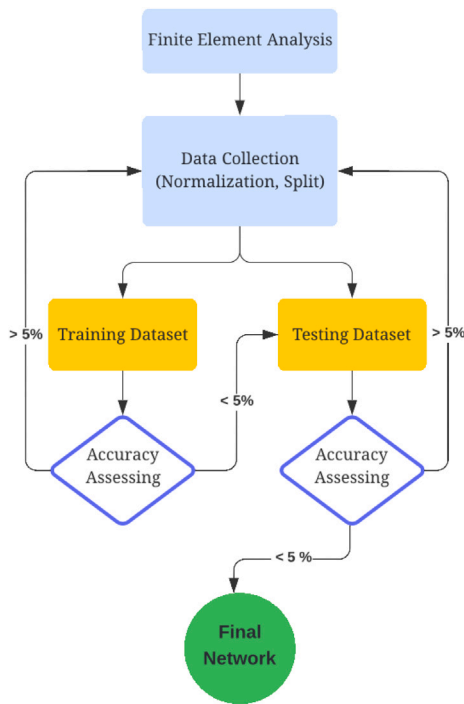 Finite Element Analysis
Data Collection
(Normalization, Split)
Training Dataset
Testing Dataset
> 5%
> 5%
< 5%
Accuracy
Assessing
Accuracy
Assessing
< 5 %
Final
Network